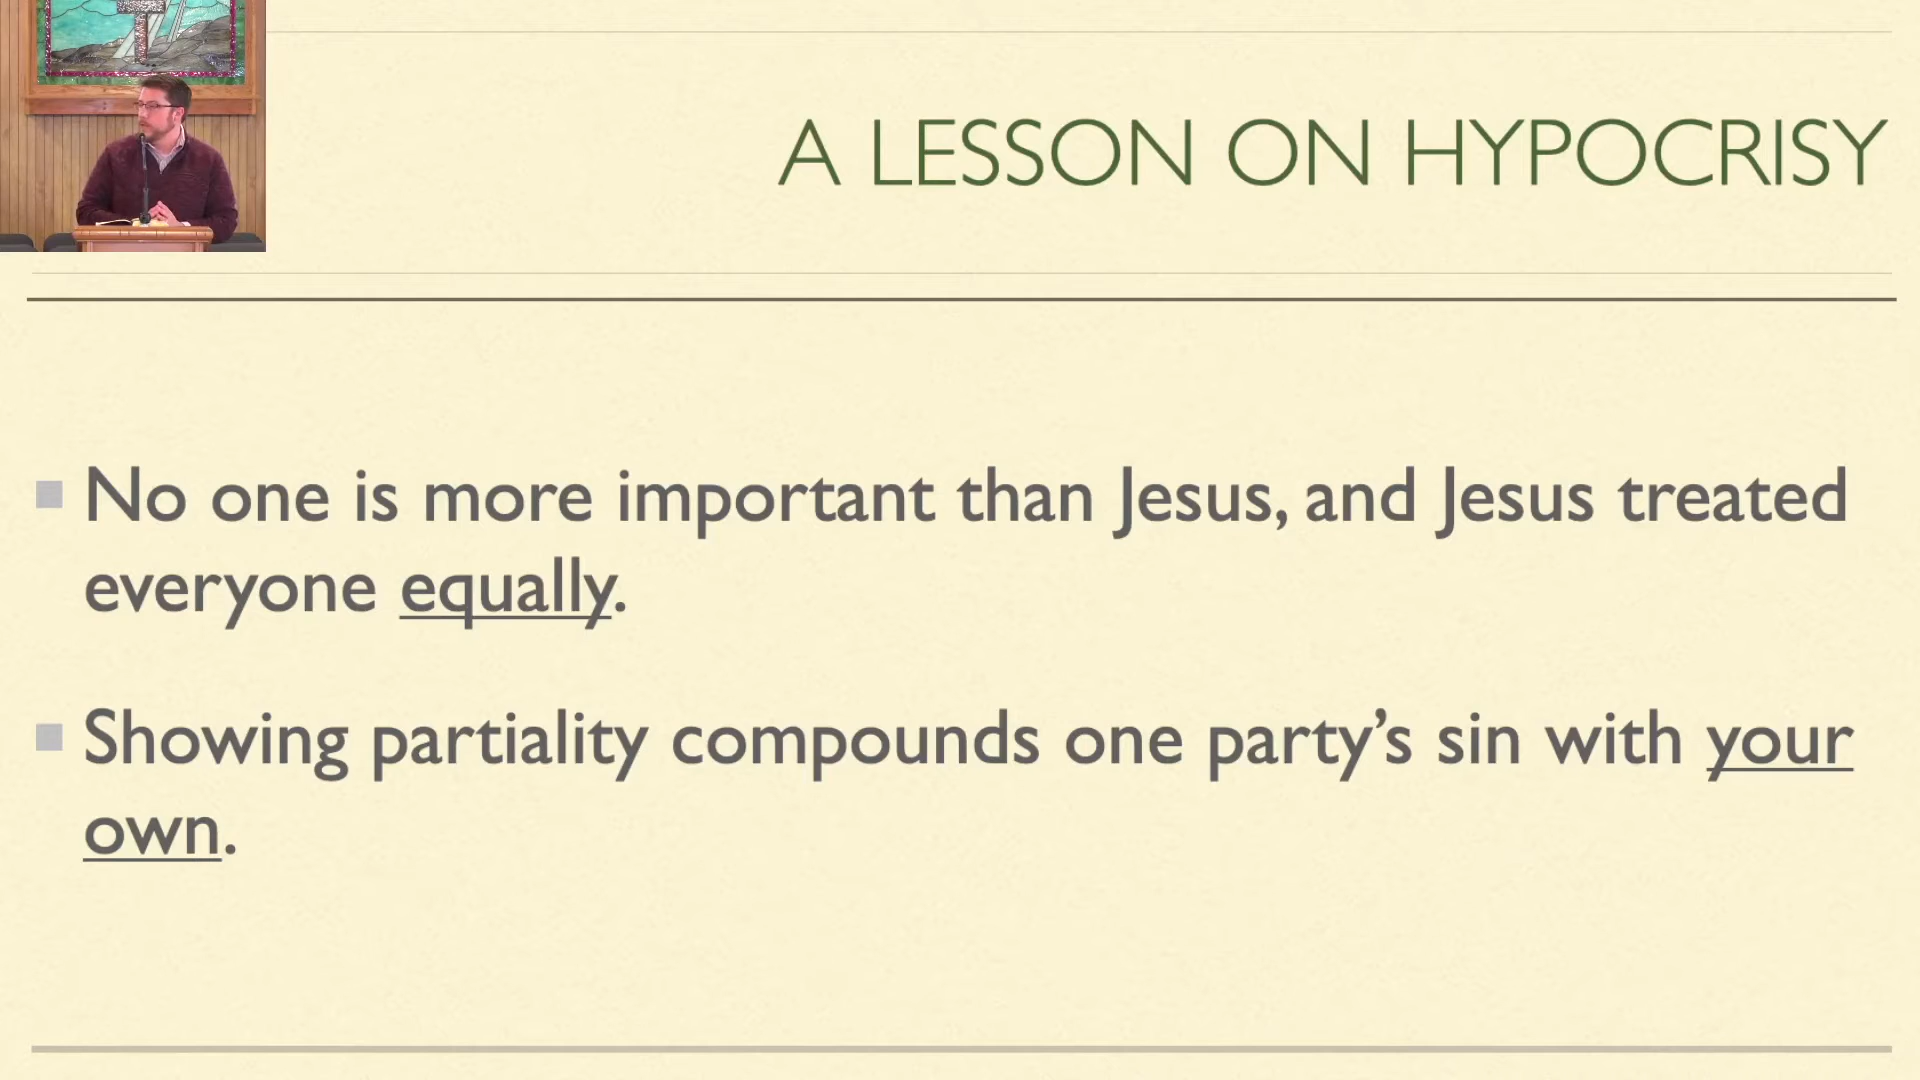 A LESSON ON HYPOCRISY
No one is more important than Jesus, and Jesus treated
everyone equally.
Showing partiality compounds one party’s sin with your
own.